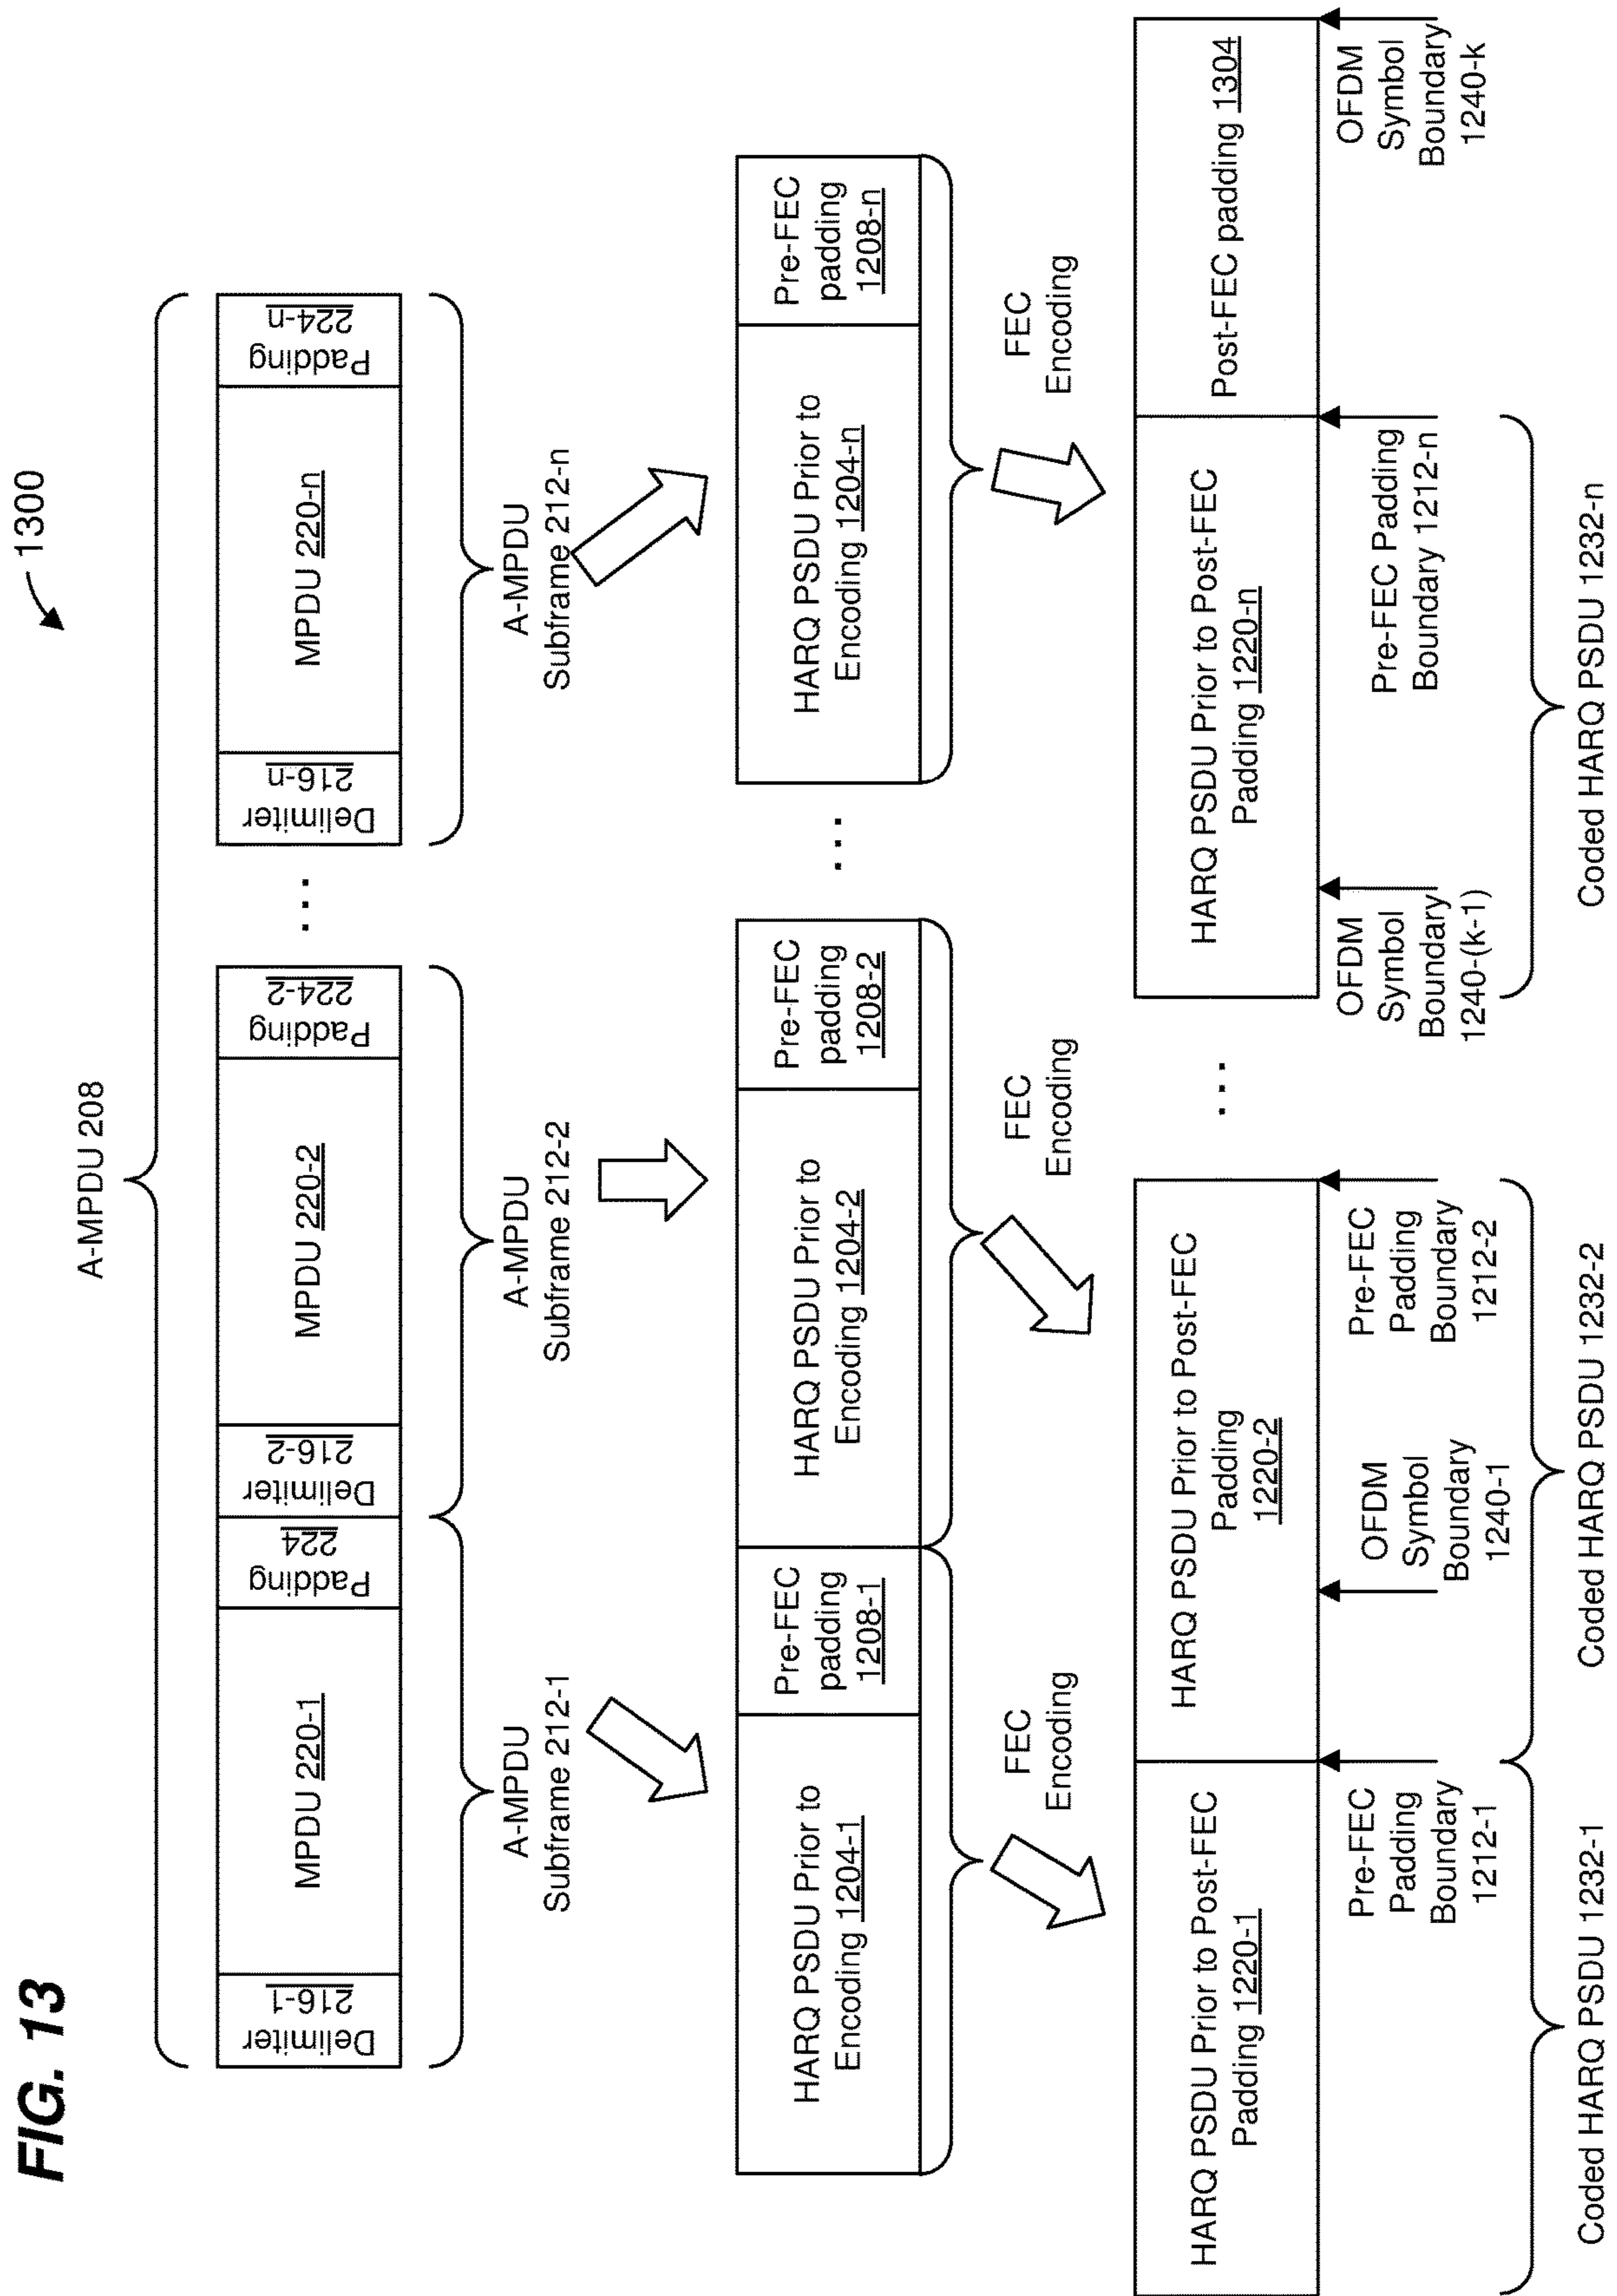 FIG. 13
1300
A-MPDU 208
Delimiter
216-1
MPDU 220-1
Padding
224
Delimiter
216-2
MPDU 220-2
Padding
224-2
...
Delimiter
216-n
MPDU 220-n
Padding
224-n
A-MPDU
Subframe 212-1
A-MPDU
Subframe 212-2
A-MPDU
Subframe 212-n
HARQ PSDU Prior to
Encoding 1204-1
Pre-FEC
padding
1208-1
HARQ PSDU Prior to
Encoding 1204-2
Pre-FEC
padding
1208-2
...
HARQ PSDU Prior to
Encoding 1204-n
Pre-FEC
padding
1208-n
FEC
Encoding
FEC
Encoding
FEC
Encoding
HARQ PSDU Prior to Post-FEC
Padding 1220-1
HARQ PSDU Prior to Post-FEC
Padding
1220-2
...
HARQ PSDU Prior to Post-FEC
Padding 1220-n
Post-FEC padding 1304
Pre-FEC
Padding
Boundary
1212-1
OFDM
Symbol
Boundary
1240-1
Pre-FEC
Padding
Boundary
1212-2
OFDM
Symbol
Boundary
1240-(k-1)
Pre-FEC Padding
Boundary 1212-n
OFDM
Symbol
Boundary
1240-k
Coded HARQ PSDU 1232-1
Coded HARQ PSDU 1232-2
Coded HARQ PSDU 1232-n